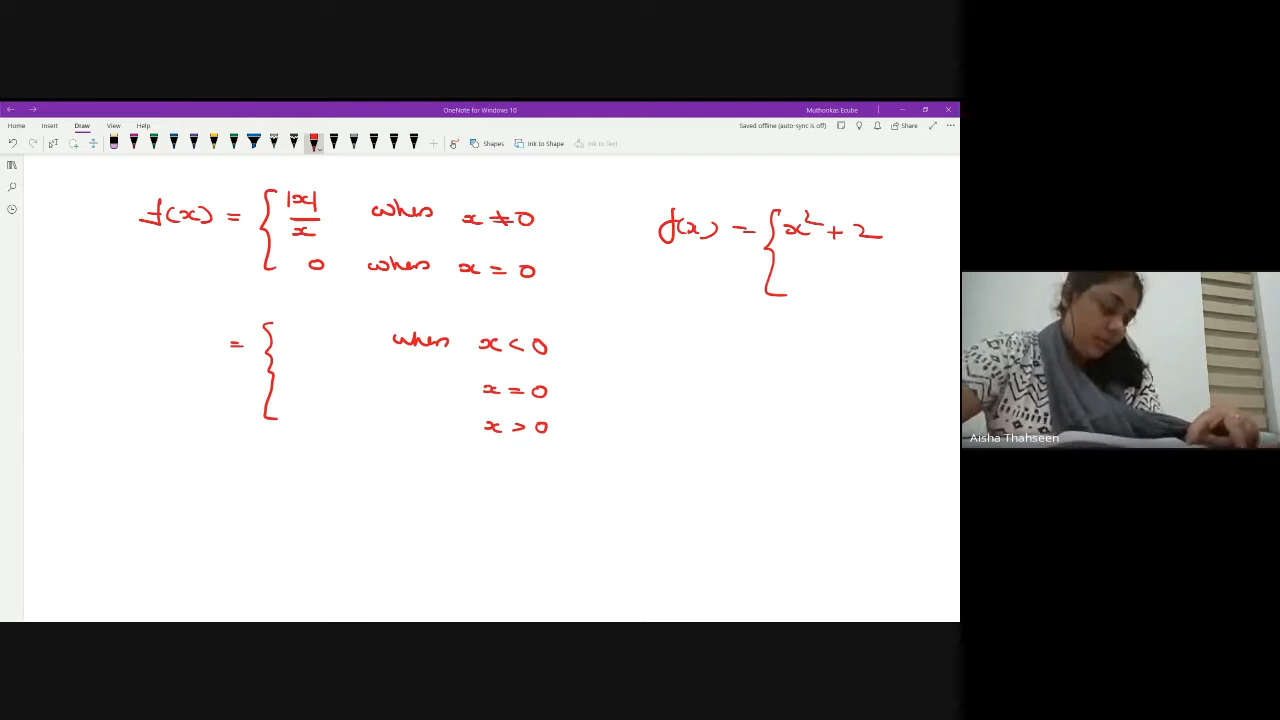 OneNote for Windows 10
Muthookas Ecube
Home Insert Draw View Help
Saved offline (auto-sync is off)
Share
Shapes
Ink to Shape
Ink to Text
f(x) = { |x|/x when x ≠ 0
0 when x = 0
= { when x < 0
x = 0
x > 0
f(x) = { x² + 2
Aisha Thahseen